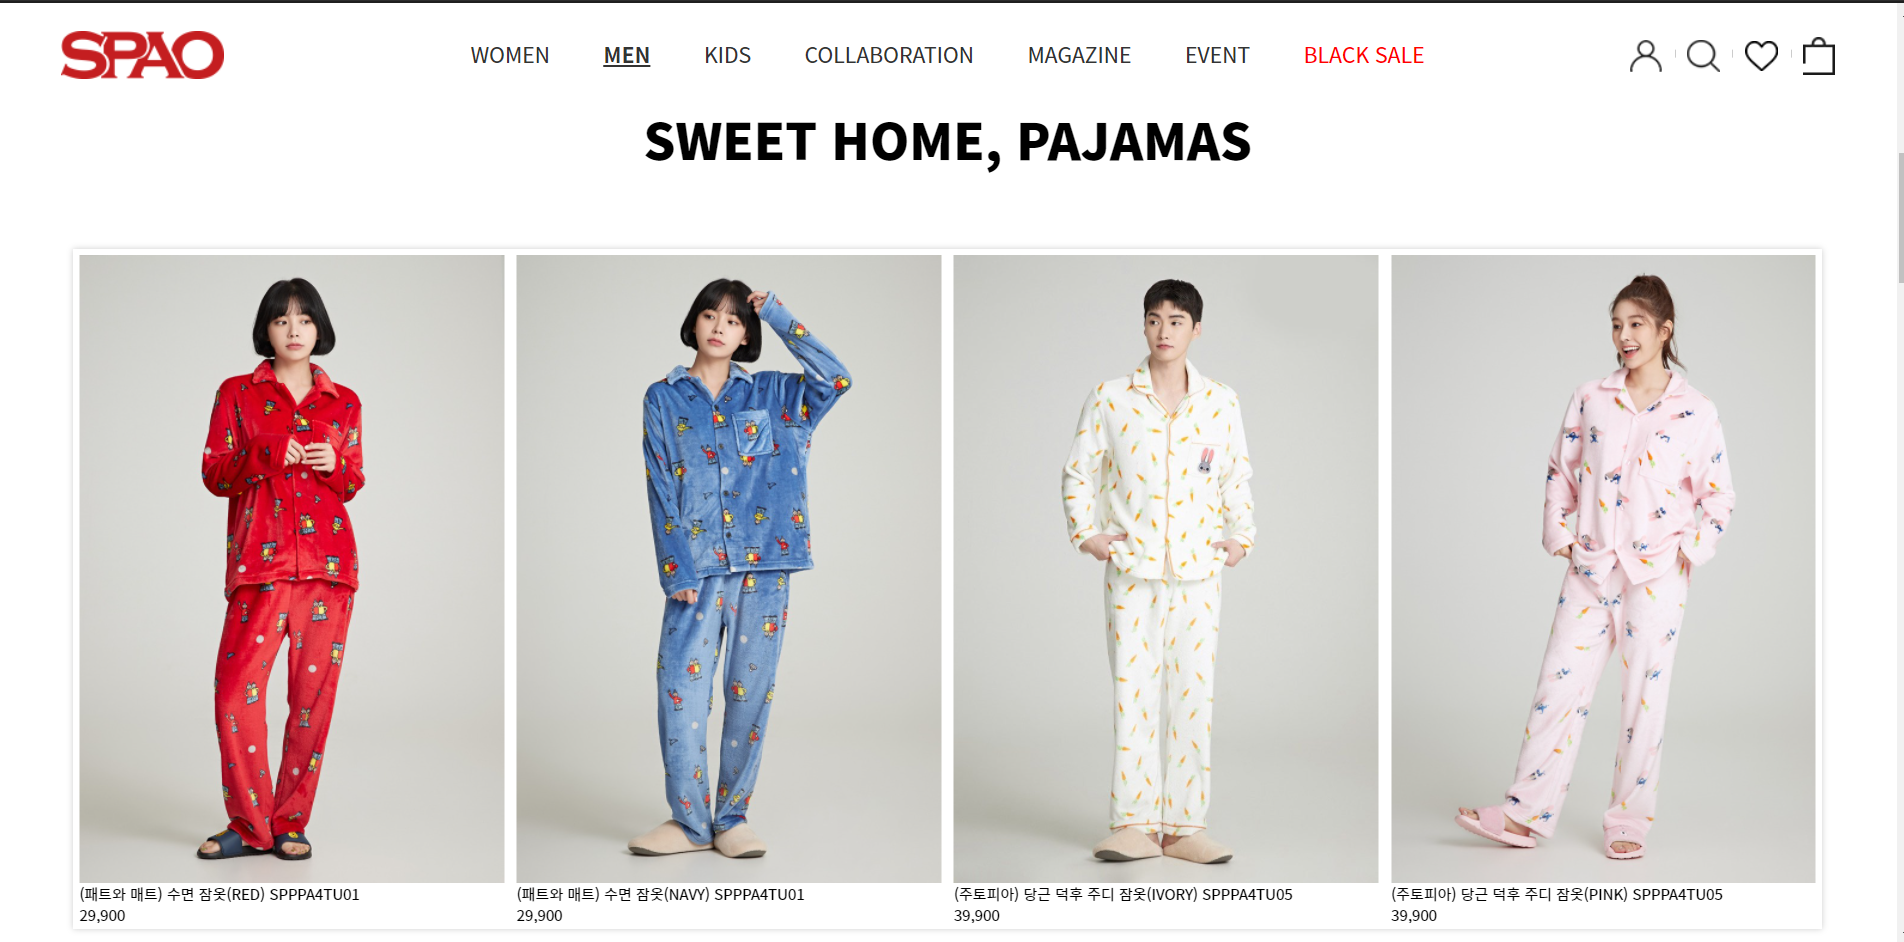 SPAO
WOMEN MEN KIDS COLLABORATION MAGAZINE EVENT BLACK SALE
SWEET HOME, PAJAMAS
(패트와 매트) 수면 잠옷(RED) SPPPA4TU01
29,900
(패트와 매트) 수면 잠옷(NAVY) SPPPA4TU01
29,900
(주토피아) 당근 덕후 주디 잠옷(IVORY) SPPPA4TU05
39,900
(주토피아) 당근 덕후 주디 잠옷(PINK) SPPPA4TU05
39,900